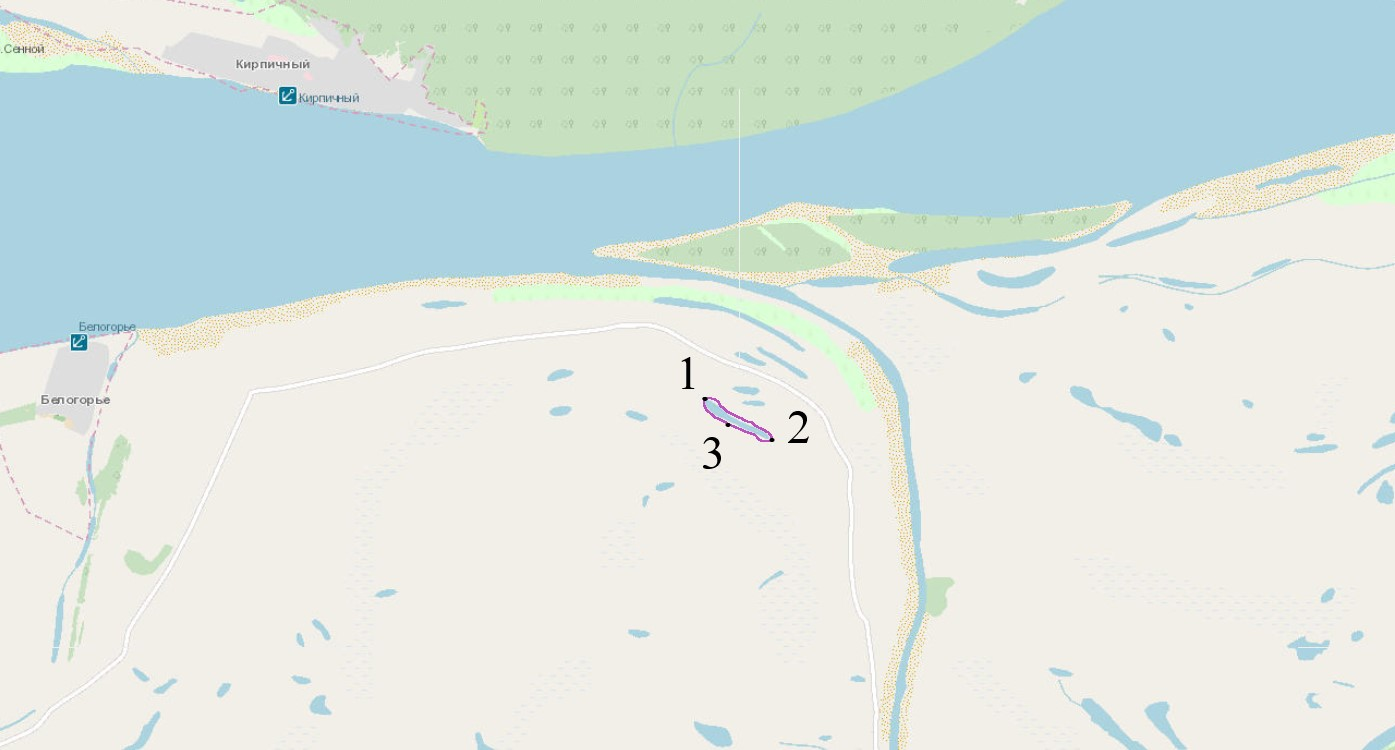 .Сенной
Кирпичный
Кирпичный
Белогорье
Белогорье
1
2
3